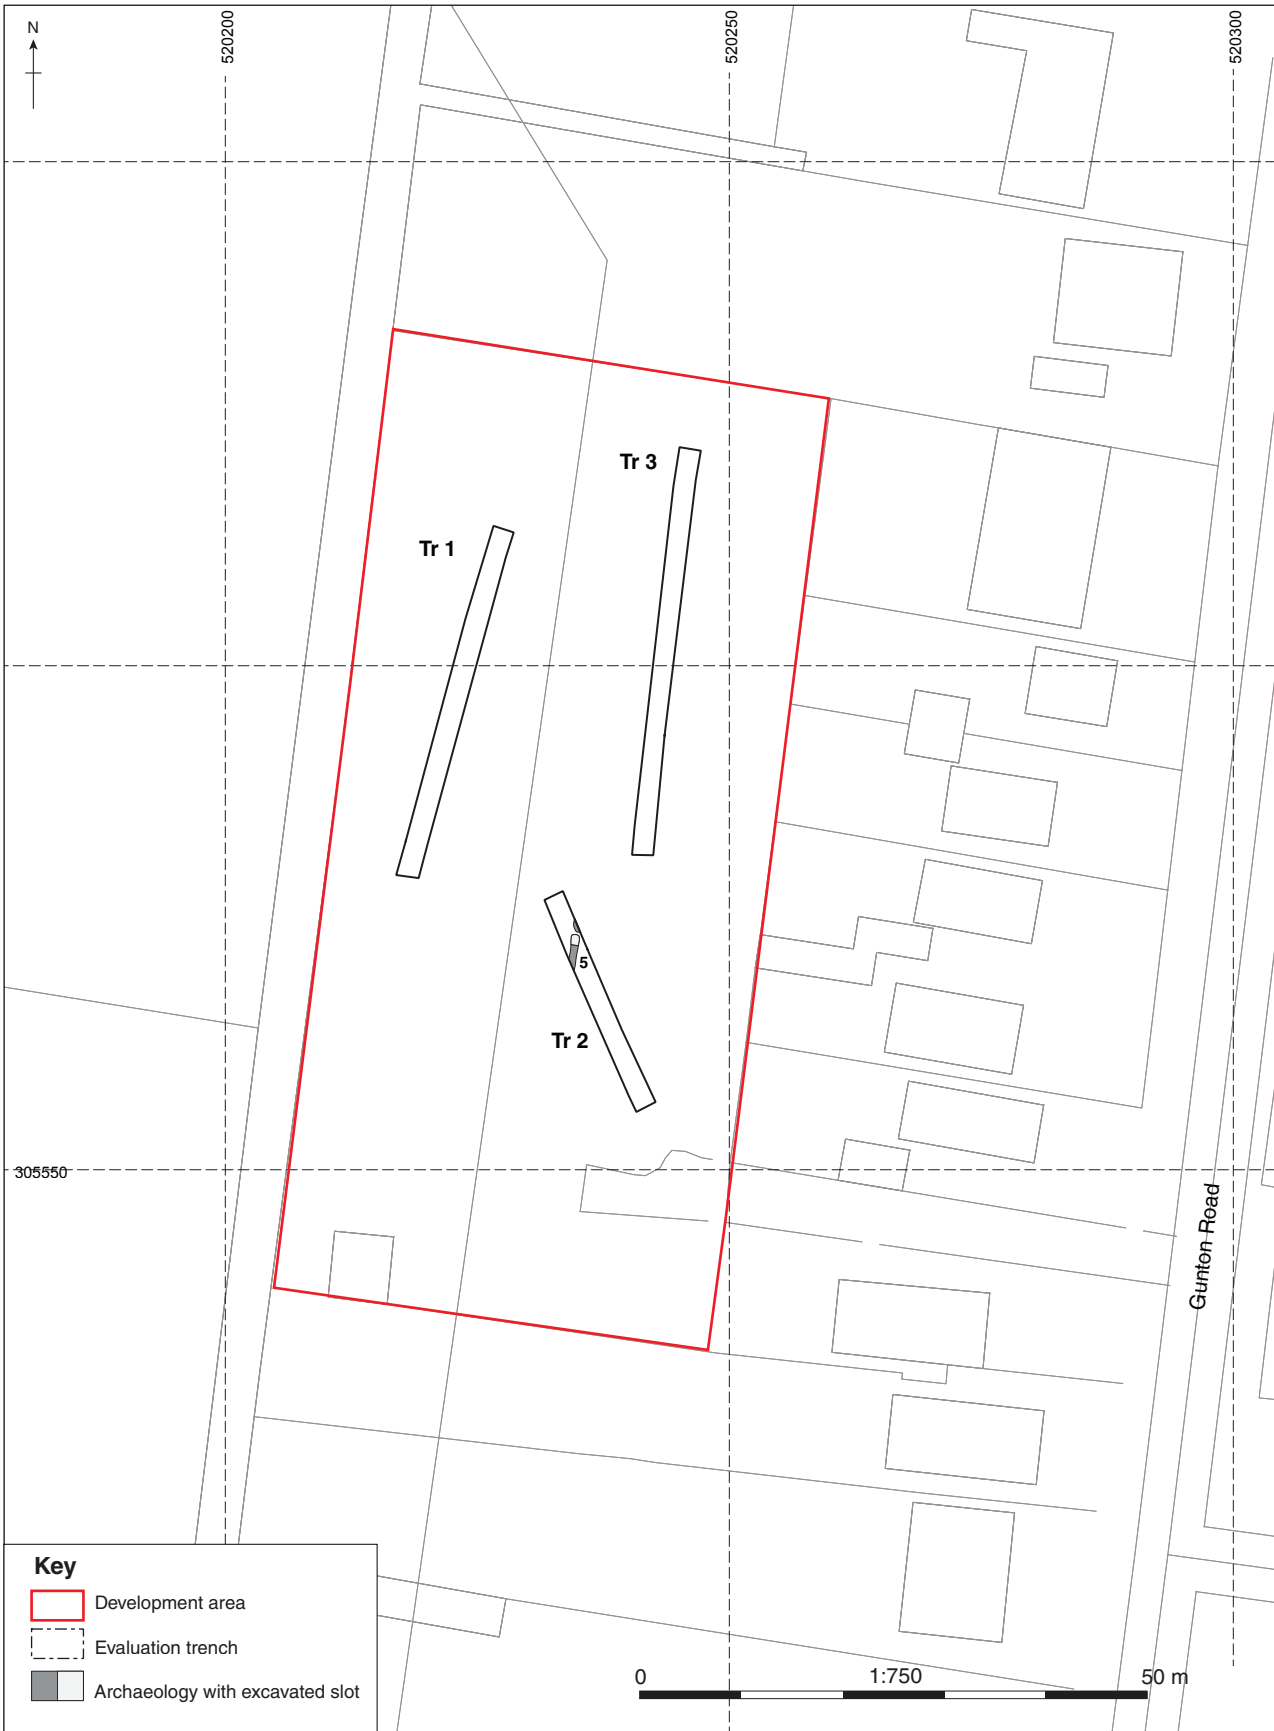 N
520200
520250
520300
Tr 3
Tr 1
5
Tr 2
305550
Gunton Road
Key
Development area
Evaluation trench
Archaeology with excavated slot
0 1:750 50 m